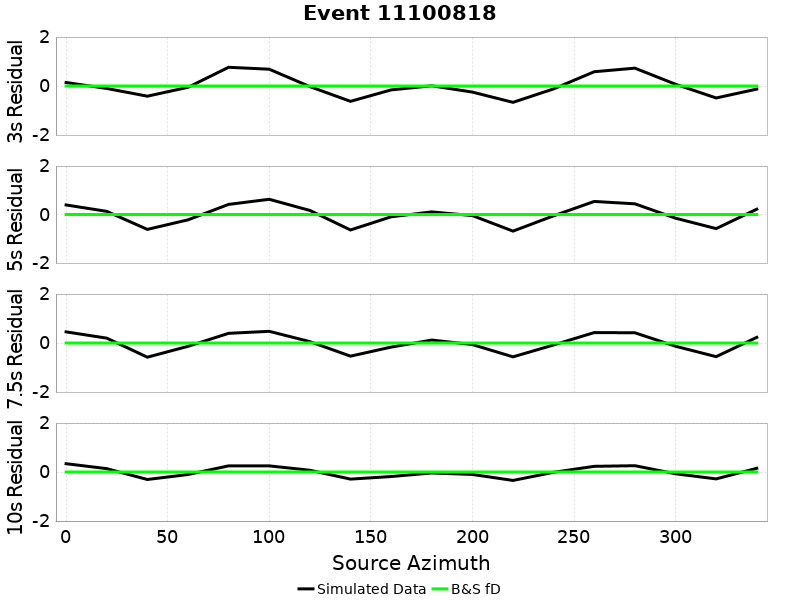 Event 11100818
3s Residual
2
0
-2
5s Residual
2
0
-2
7.5s Residual
2
0
-2
10s Residual
2
0
-2
0 50 100 150 200 250 300
Source Azimuth
Simulated Data B&S fD